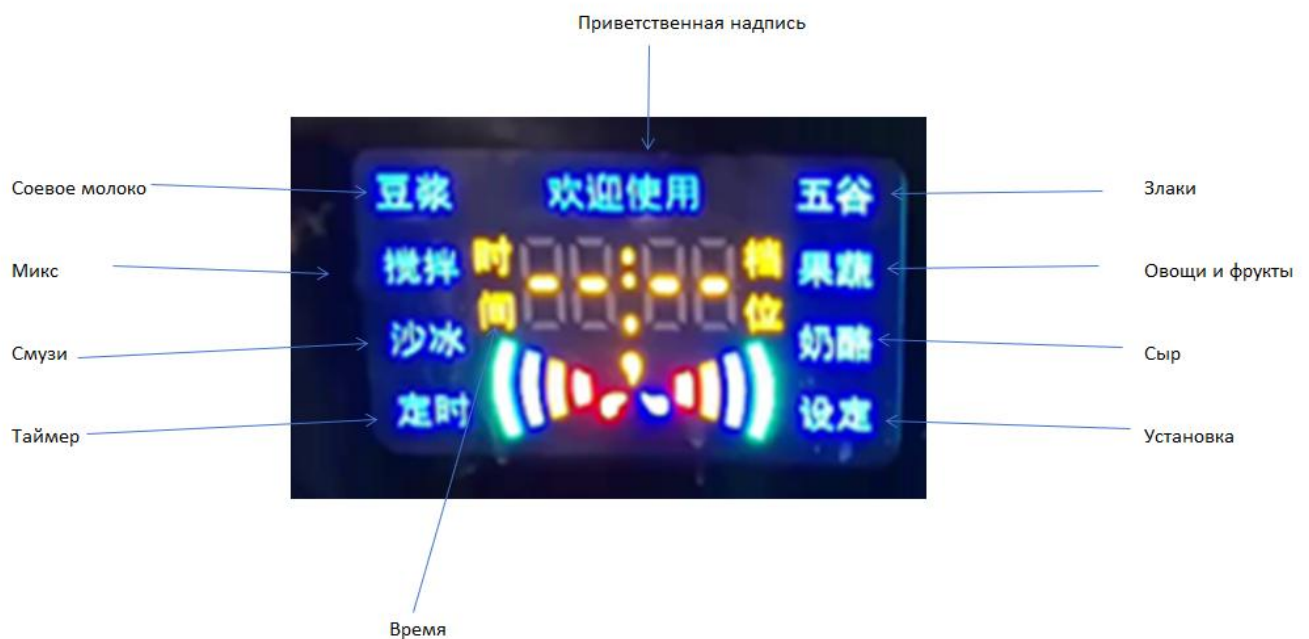 Приветственная надпись
Соевое молоко
豆浆
欢迎使用
五谷
Злаки
Микс
搅拌
时间
--:--
档位
果蔬
Овощи и фрукты
Смузи
沙冰
奶酪
Сыр
Таймер
定时
设定
Установка
Время